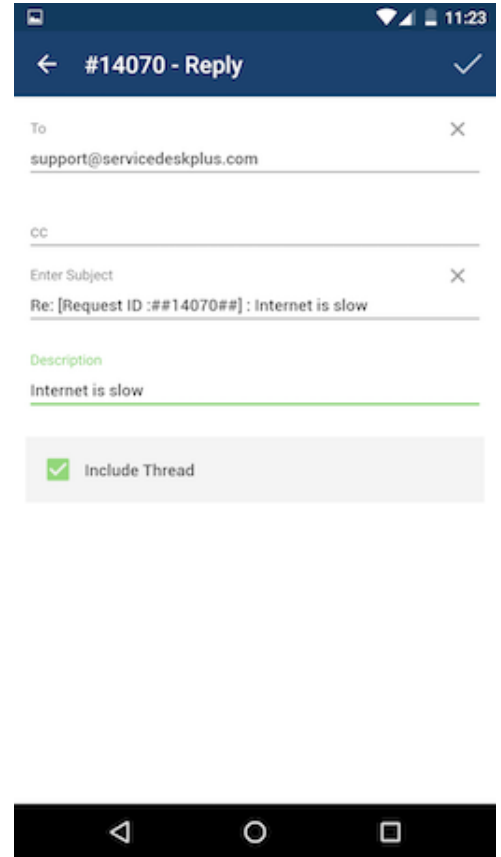 11:23
#14070 - Reply
To
support@servicedeskplus.com
cc
Enter Subject
Re: [Request ID :##14070##] : Internet is slow
Description
Internet is slow
Include Thread